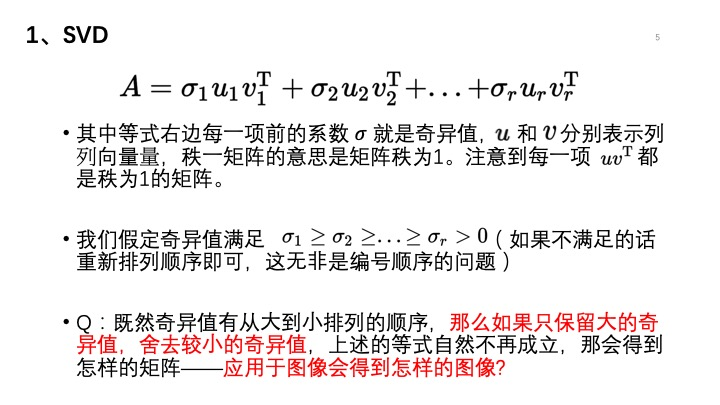 1、SVD
5
A = σ₁u₁v₁ᵀ + σ₂u₂v₂ᵀ+…+σᵣuᵣvᵣᵀ
• 其中等式右边每一项前的系数 σ 就是奇异值，u 和 v 分别表示列
列向量量，秩一矩阵的意思是矩阵秩为1。注意到每一项 uvᵀ 都
是秩为1的矩阵。
• 我们假定奇异值满足 σ₁ ≥ σ₂ ≥…≥ σᵣ > 0（如果不满足的话
重新排列顺序即可，这无非是编号顺序的问题）
• Q：既然奇异值有从大到小排列的顺序，那么如果只保留大的奇
异值，舍去较小的奇异值，上述的等式自然不再成立，那会得到
怎样的矩阵——应用于图像会得到怎样的图像?